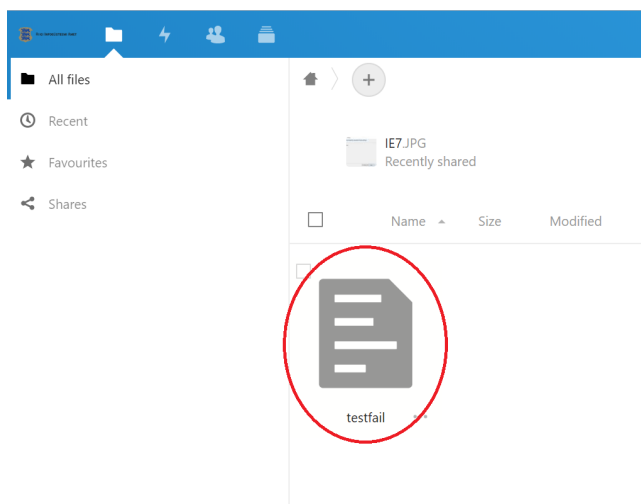 All files
Recent
Favourites
Shares
IE7.JPG
Recently shared
Name Size Modified
testfail ...